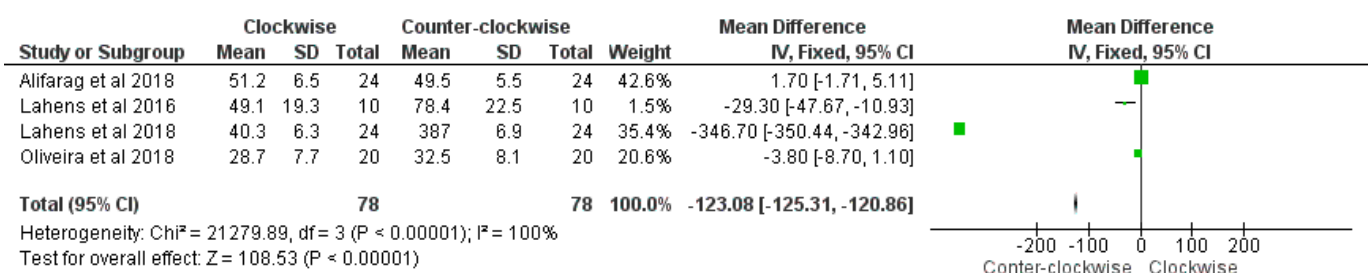 Clockwise Counter-clockwise Mean Difference Mean Difference
Study or Subgroup Mean SD Total Mean SD Total Weight IV, Fixed, 95% CI IV, Fixed, 95% CI
Alifarag et al 2018 51.2 6.5 24 49.5 5.5 24 42.6% 1.70 [-1.71, 5.11]
Lahens et al 2016 49.1 19.3 10 78.4 22.5 10 1.5% -29.30 [-47.67, -10.93]
Lahens et al 2018 40.3 6.3 24 387 6.9 24 35.4% -346.70 [-350.44, -342.96]
Oliveira et al 2018 28.7 7.7 20 32.5 8.1 20 20.6% -3.80 [-8.70, 1.10]
Total (95% CI) 78 78 100.0% -123.08 [-125.31, -120.86]
Heterogeneity: Chi² = 21279.89, df = 3 (P < 0.00001); I² = 100%
Test for overall effect: Z = 108.53 (P < 0.00001)
-200 -100 0 100 200
Conter-clockwise Clockwise